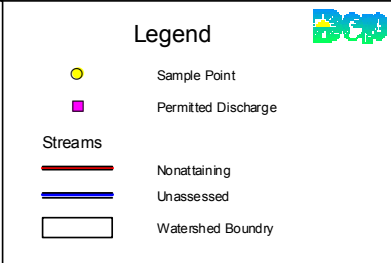 Legend
Dep
Sample Point
Permitted Discharge
Streams
Nonattaining
Unassessed
Watershed Boundry